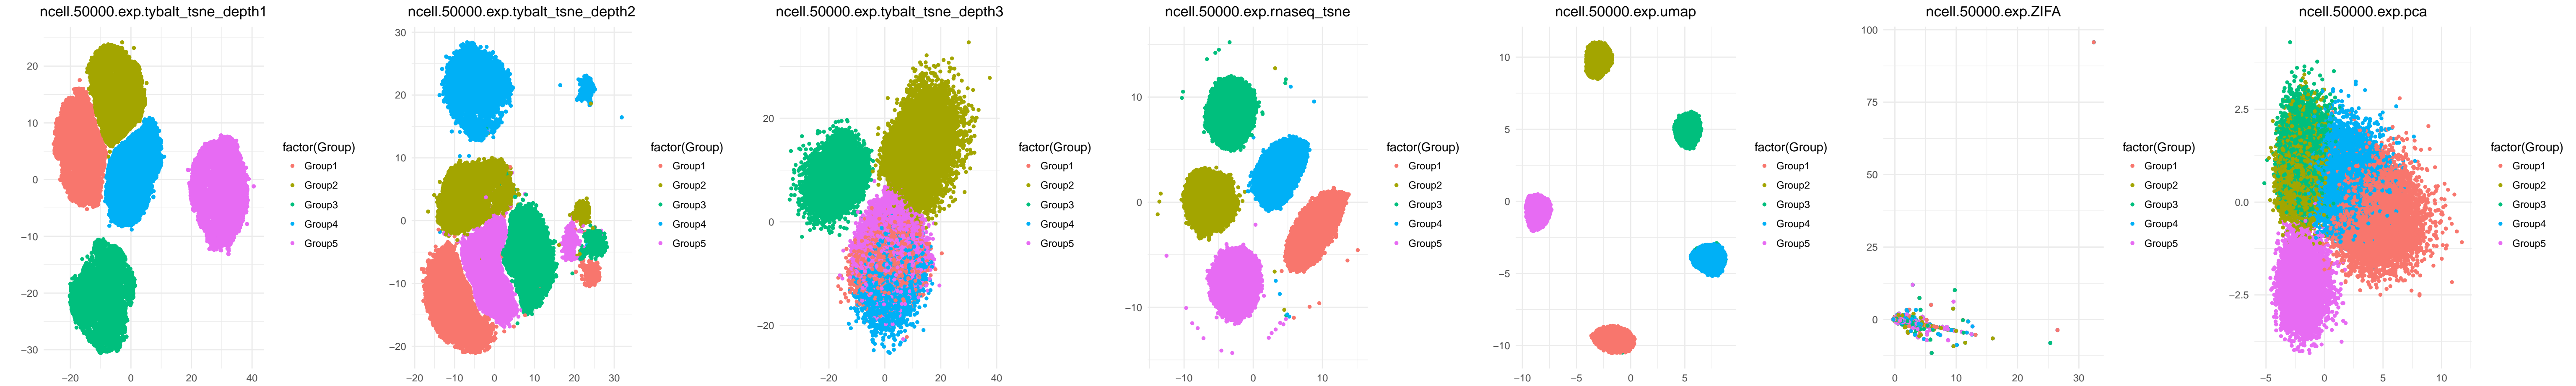 ncell.50000.exp.tybalt_tsne_depth1
20
10
0
−10
−20
−30
−20
0
20
40
factor(Group)
Group1
Group2
Group3
Group4
Group5
ncell.50000.exp.tybalt_tsne_depth2
30
20
10
0
−10
−20
−20
−10
0
10
20
30
factor(Group)
Group1
Group2
Group3
Group4
Group5
ncell.50000.exp.tybalt_tsne_depth3
20
0
−20
−20
0
20
40
factor(Group)
Group1
Group2
Group3
Group4
Group5
ncell.50000.exp.rnaseq_tsne
10
0
−10
−10
0
10
factor(Group)
Group1
Group2
Group3
Group4
Group5
ncell.50000.exp.umap
10
5
0
−5
−10
−10
−5
0
5
factor(Group)
Group1
Group2
Group3
Group4
Group5
ncell.50000.exp.ZIFA
100
75
50
25
0
0
10
20
30
factor(Group)
Group1
Group2
Group3
Group4
Group5
ncell.50000.exp.pca
2.5
0.0
−2.5
−5
0
5
10
factor(Group)
Group1
Group2
Group3
Group4
Group5